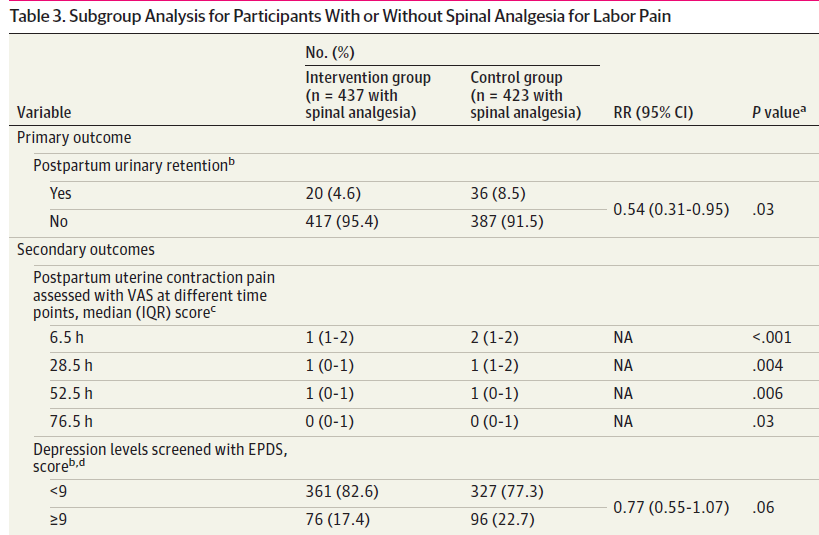 Table 3. Subgroup Analysis for Participants With or Without Spinal Analgesia for Labor Pain
No. (%)
Variable Intervention group (n = 437 with spinal analgesia) Control group (n = 423 with spinal analgesia) RR (95% CI) P valueᵃ
Primary outcome
Postpartum urinary retentionᵇ
Yes 20 (4.6) 36 (8.5) 0.54 (0.31-0.95) .03
No 417 (95.4) 387 (91.5)
Secondary outcomes
Postpartum uterine contraction pain
assessed with VAS at different time
points, median (IQR) scoreᶜ
6.5 h 1 (1-2) 2 (1-2) NA <.001
28.5 h 1 (0-1) 1 (1-2) NA .004
52.5 h 1 (0-1) 1 (0-1) NA .006
76.5 h 0 (0-1) 0 (0-1) NA .03
Depression levels screened with EPDS,
scoreᵇ,ᵈ
<9 361 (82.6) 327 (77.3) 0.77 (0.55-1.07) .06
≥9 76 (17.4) 96 (22.7)